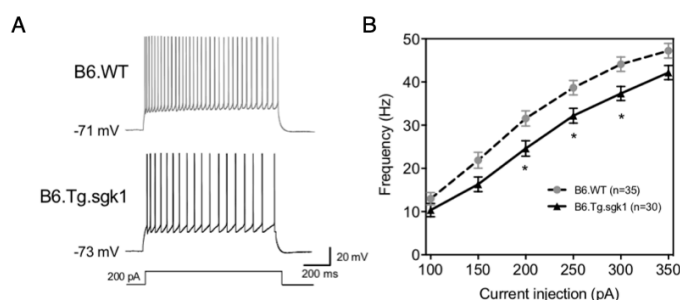 A
B6.WT
-71 mV
B6.Tg.sgk1
-73 mV
20 mV
200 ms
200 pA
B
50
40
30
20
10
0
Frequency (Hz)
* * *
B6.WT (n=35)
B6.Tg.sgk1 (n=30)
100 150 200 250 300 350
Current injection (pA)